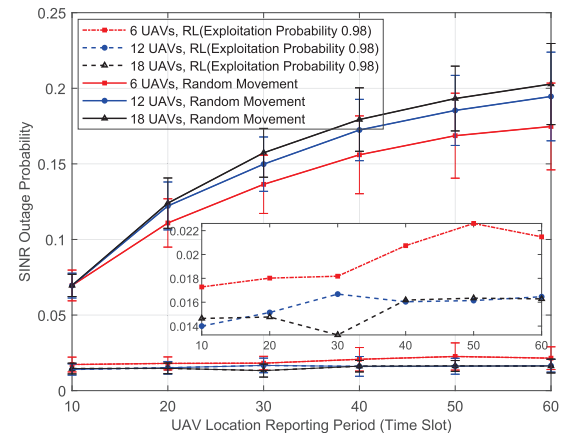 0.25
0.2
0.15
0.1
0.05
0
SINR Outage Probability
6 UAVs, RL(Exploitation Probability 0.98)
12 UAVs, RL(Exploitation Probability 0.98)
18 UAVs, RL(Exploitation Probability 0.98)
6 UAVs, Random Movement
12 UAVs, Random Movement
18 UAVs, Random Movement
0.022
0.02
0.018
0.016
0.014
10 20 30 40 50 60
10 20 30 40 50 60
UAV Location Reporting Period (Time Slot)